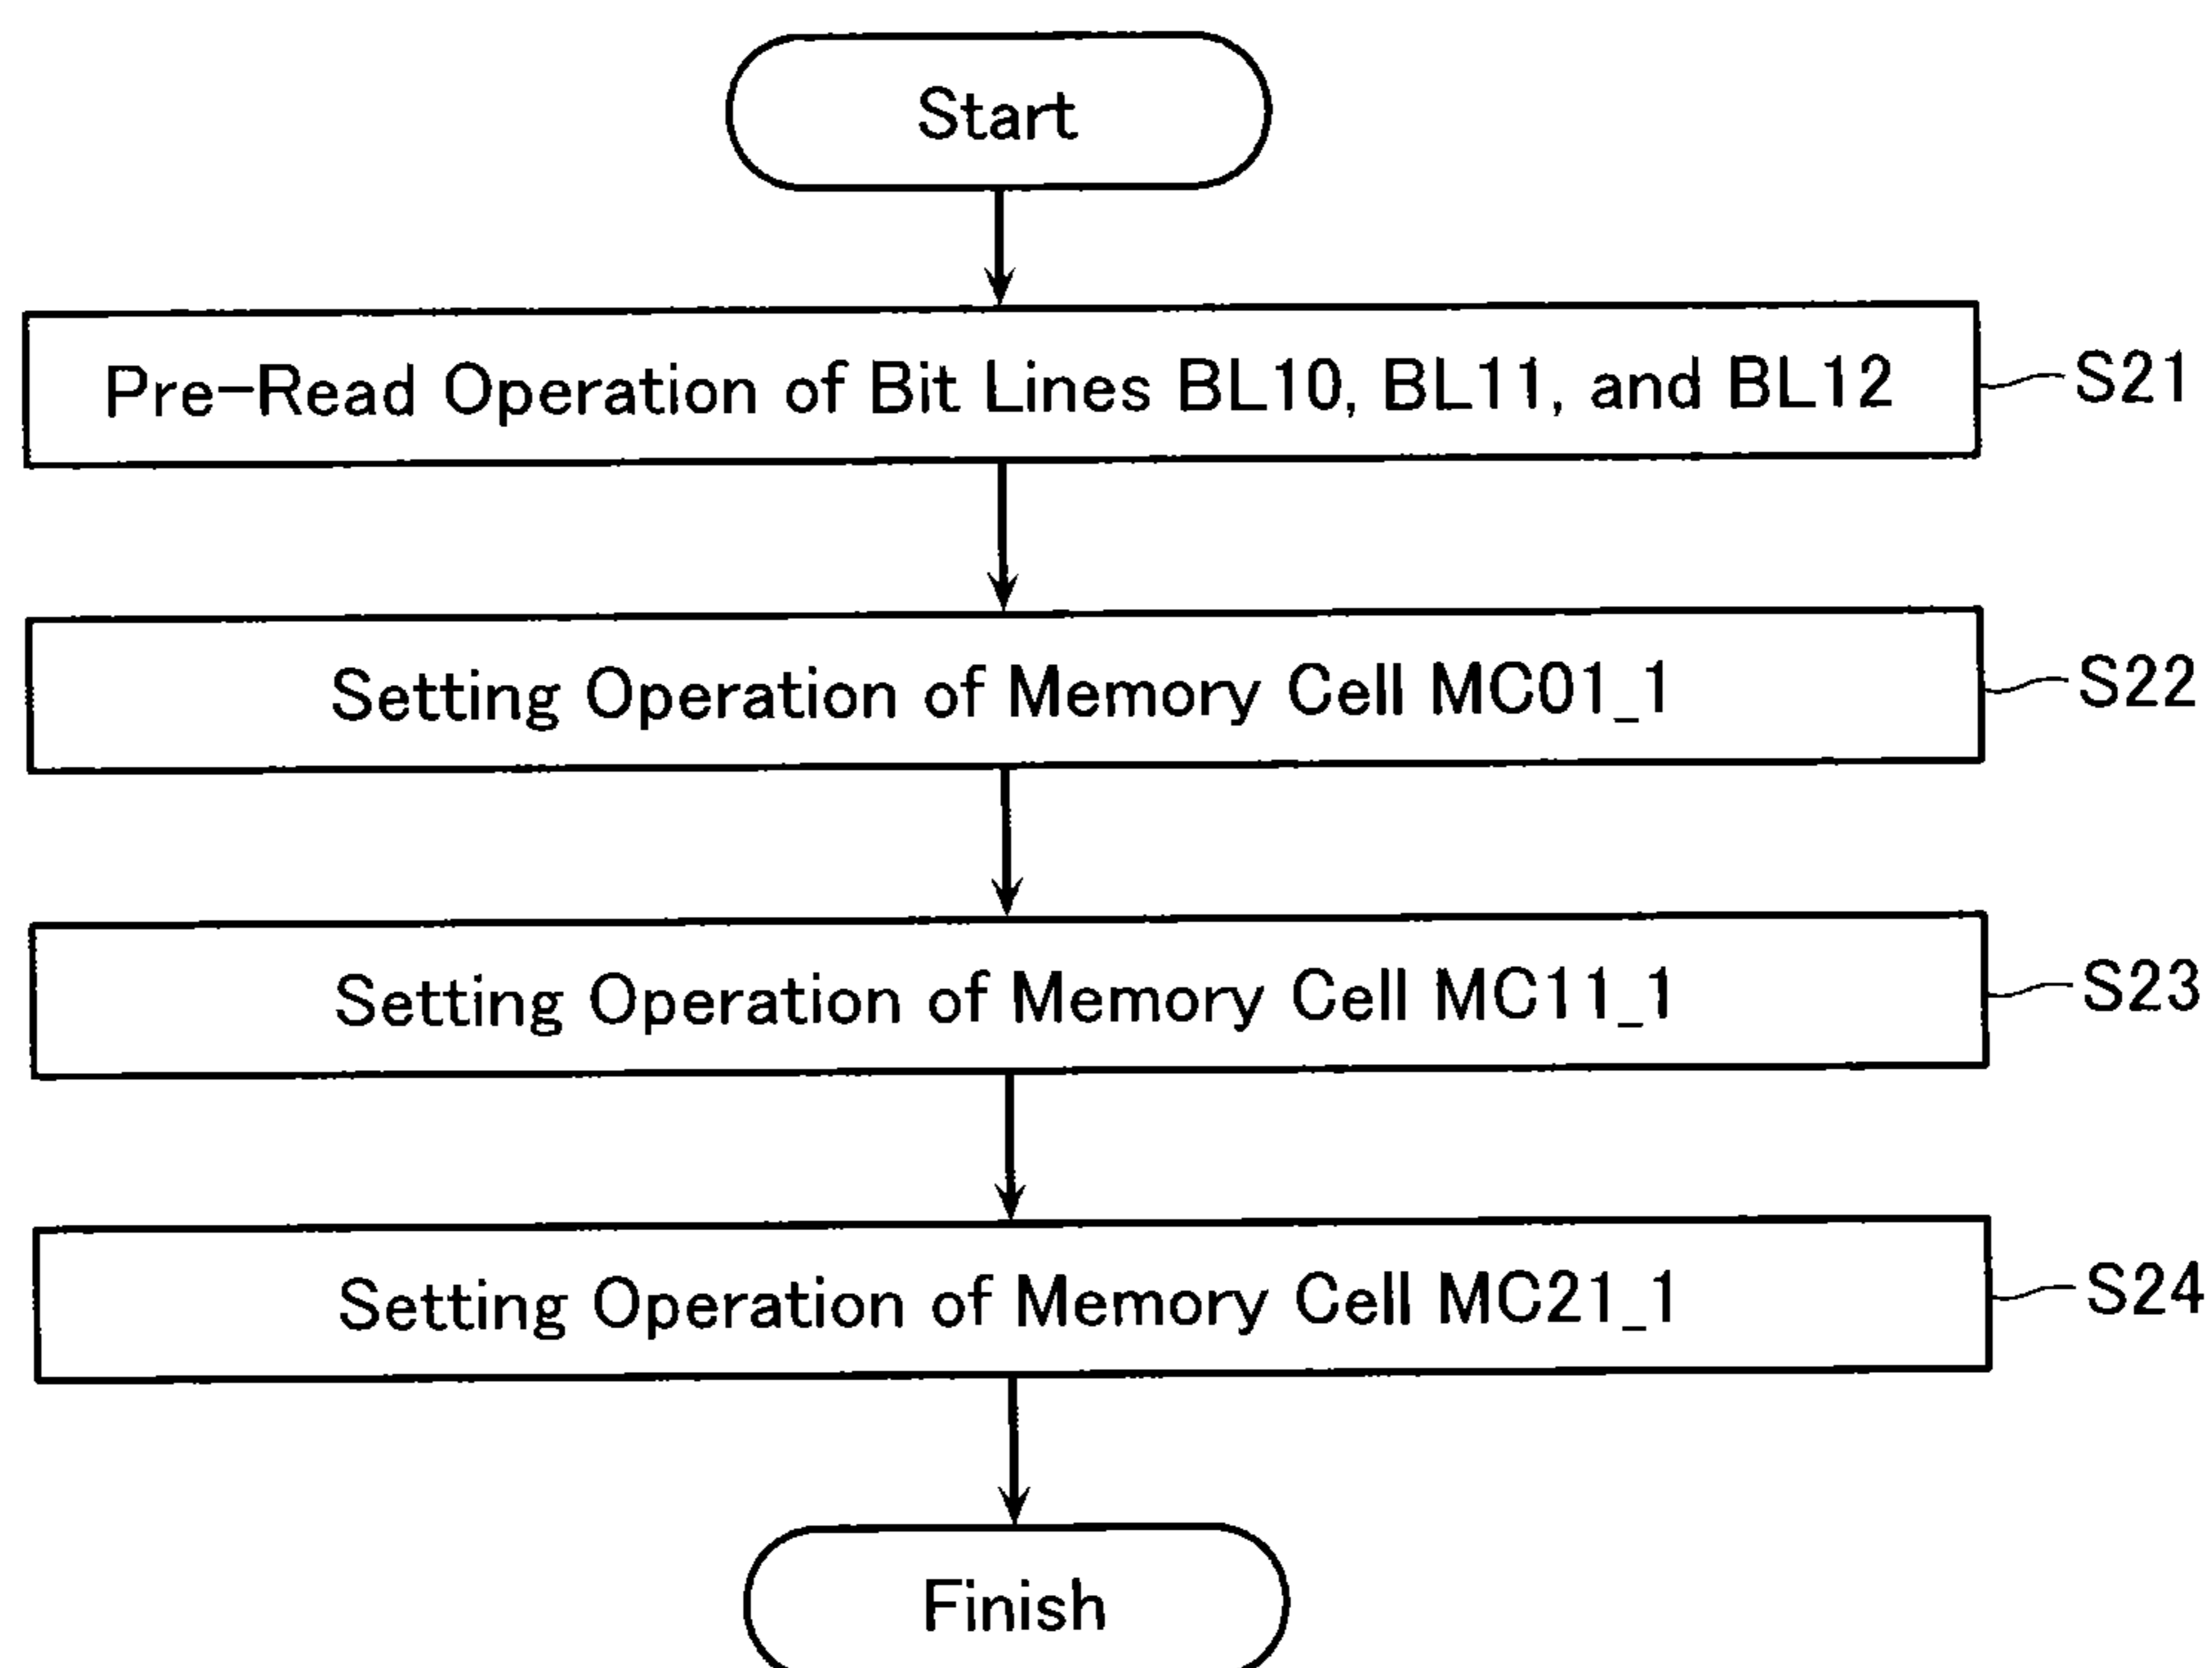 Start
Pre-Read Operation of Bit Lines BL10, BL11, and BL12
S21
Setting Operation of Memory Cell MC01_1
S22
Setting Operation of Memory Cell MC11_1
S23
Setting Operation of Memory Cell MC21_1
S24
Finish